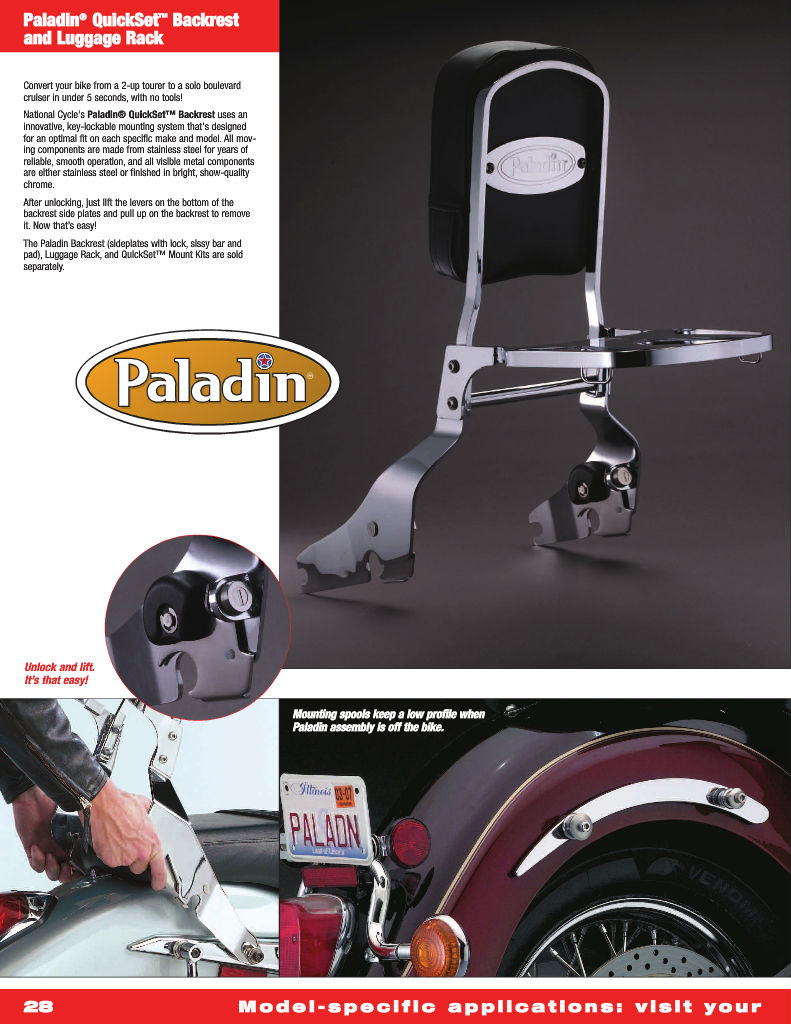 Paladin® QuickSet™ Backrest
and Luggage Rack
Convert your bike from a 2-up tourer to a solo boulevard
cruiser in under 5 seconds, with no tools!
National Cycle's Paladin® QuickSet™ Backrest uses an
innovative, key-lockable mounting system that's designed
for an optimal fit on each specific make and model. All mov-
ing components are made from stainless steel for years of
reliable, smooth operation, and all visible metal components
are either stainless steel or finished in bright, show-quality
chrome.
After unlocking, just lift the levers on the bottom of the
backrest side plates and pull up on the backrest to remove
it. Now that's easy!
The Paladin Backrest (sideplates with lock, sissy bar and
pad), Luggage Rack, and QuickSet™ Mount Kits are sold
separately.
Paladin
Paladin®
Unlock and lift.
It's that easy!
Mounting spools keep a low profile when
Paladin assembly is off the bike.
Illinois 03-07
PALADN
Land of Lincoln
VENOM
28 Model-specific applications: visit your